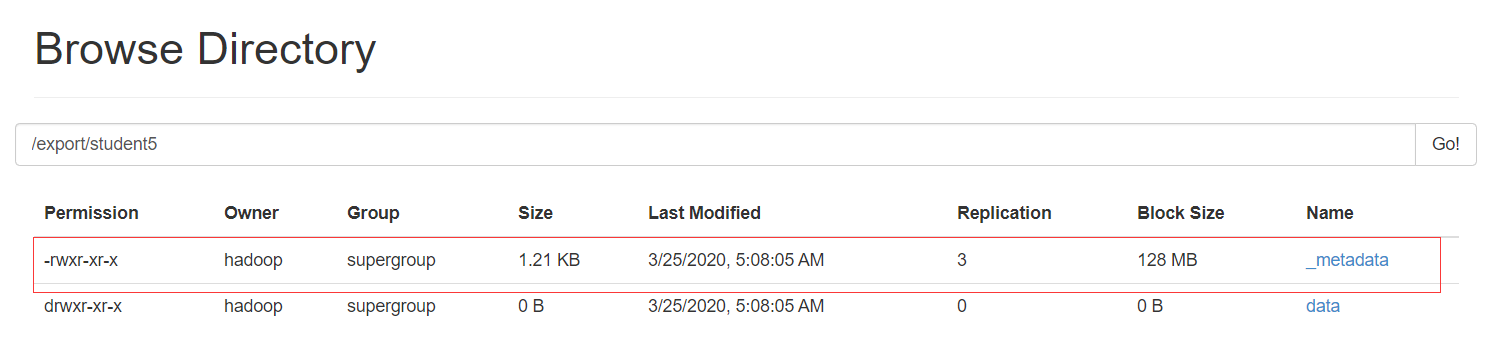 Browse Directory
/export/student5 Go!
Permission Owner Group Size Last Modified Replication Block Size Name
-rwxr-xr-x hadoop supergroup 1.21 KB 3/25/2020, 5:08:05 AM 3 128 MB _metadata
drwxr-xr-x hadoop supergroup 0 B 3/25/2020, 5:08:05 AM 0 0 B data